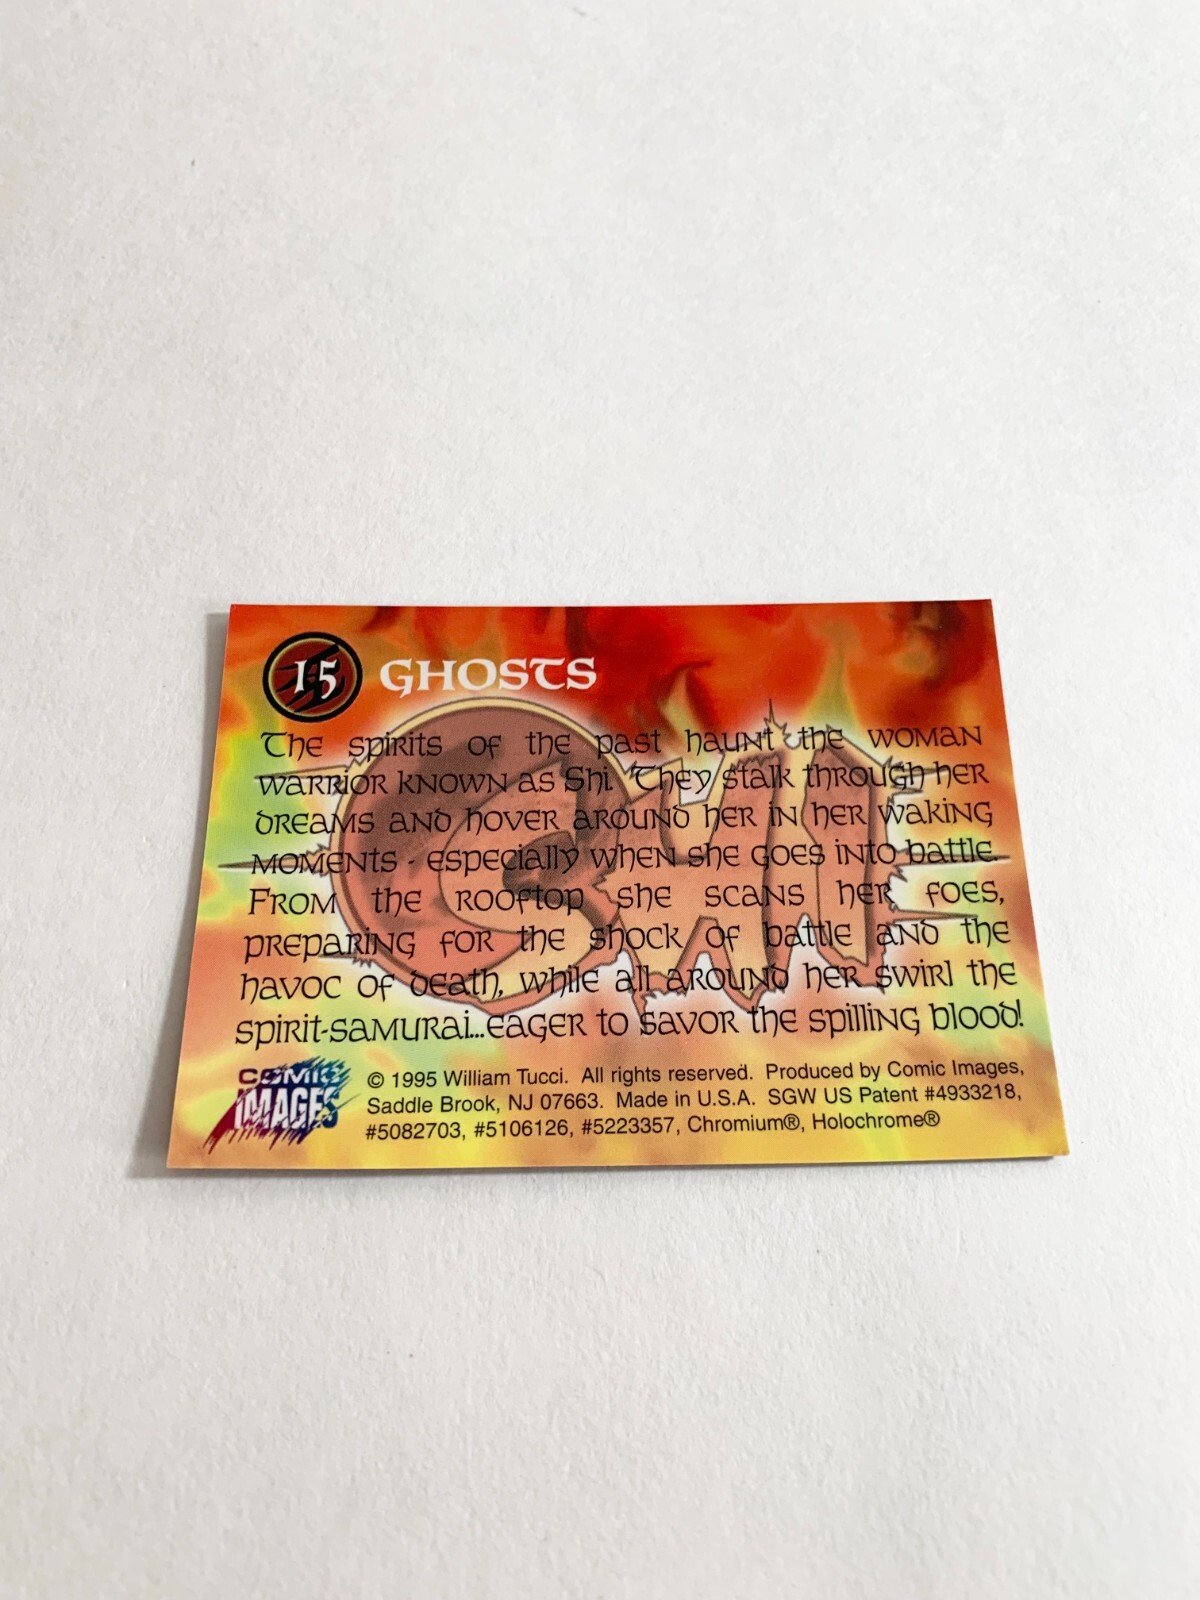 15 GHOSTS
The spirits of the past haunt the woman
warrior known as Shi. They stalk through her
dreams and hover around her in her waking
moments - especially when she goes into battle.
From the rooftop she scans her foes,
preparing for the shock of battle and the
havoc of death, while all around her swirl the
spirit-samurai...eager to savor the spilling blood!
SHI
COMIC
IMAGES
© 1995 William Tucci. All rights reserved. Produced by Comic Images,
Saddle Brook, NJ 07663. Made in U.S.A. SGW US Patent #4933218,
#5082703, #5106126, #5223357, Chromium®, Holochrome®